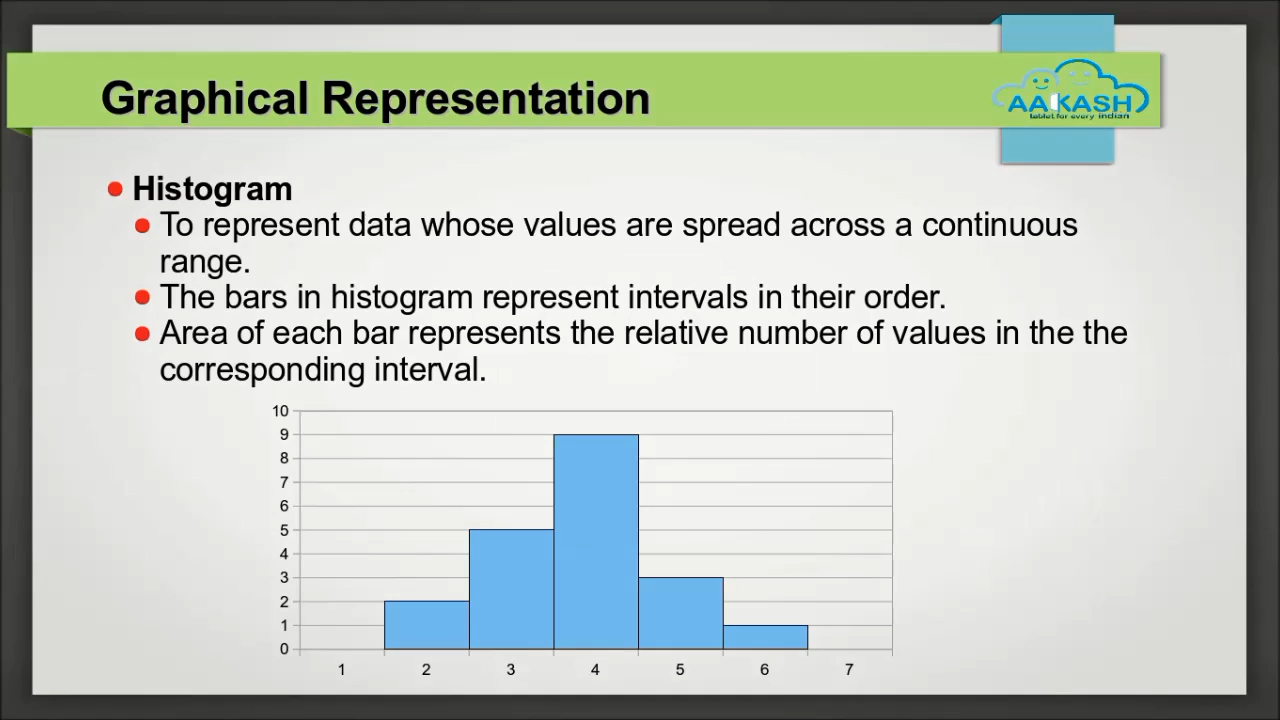 Graphical Representation
AAKASH
tablet for every indian
Histogram
To represent data whose values are spread across a continuous
range.
The bars in histogram represent intervals in their order.
Area of each bar represents the relative number of values in the the
corresponding interval.
10
9
8
7
6
5
4
3
2
1
0
1 2 3 4 5 6 7